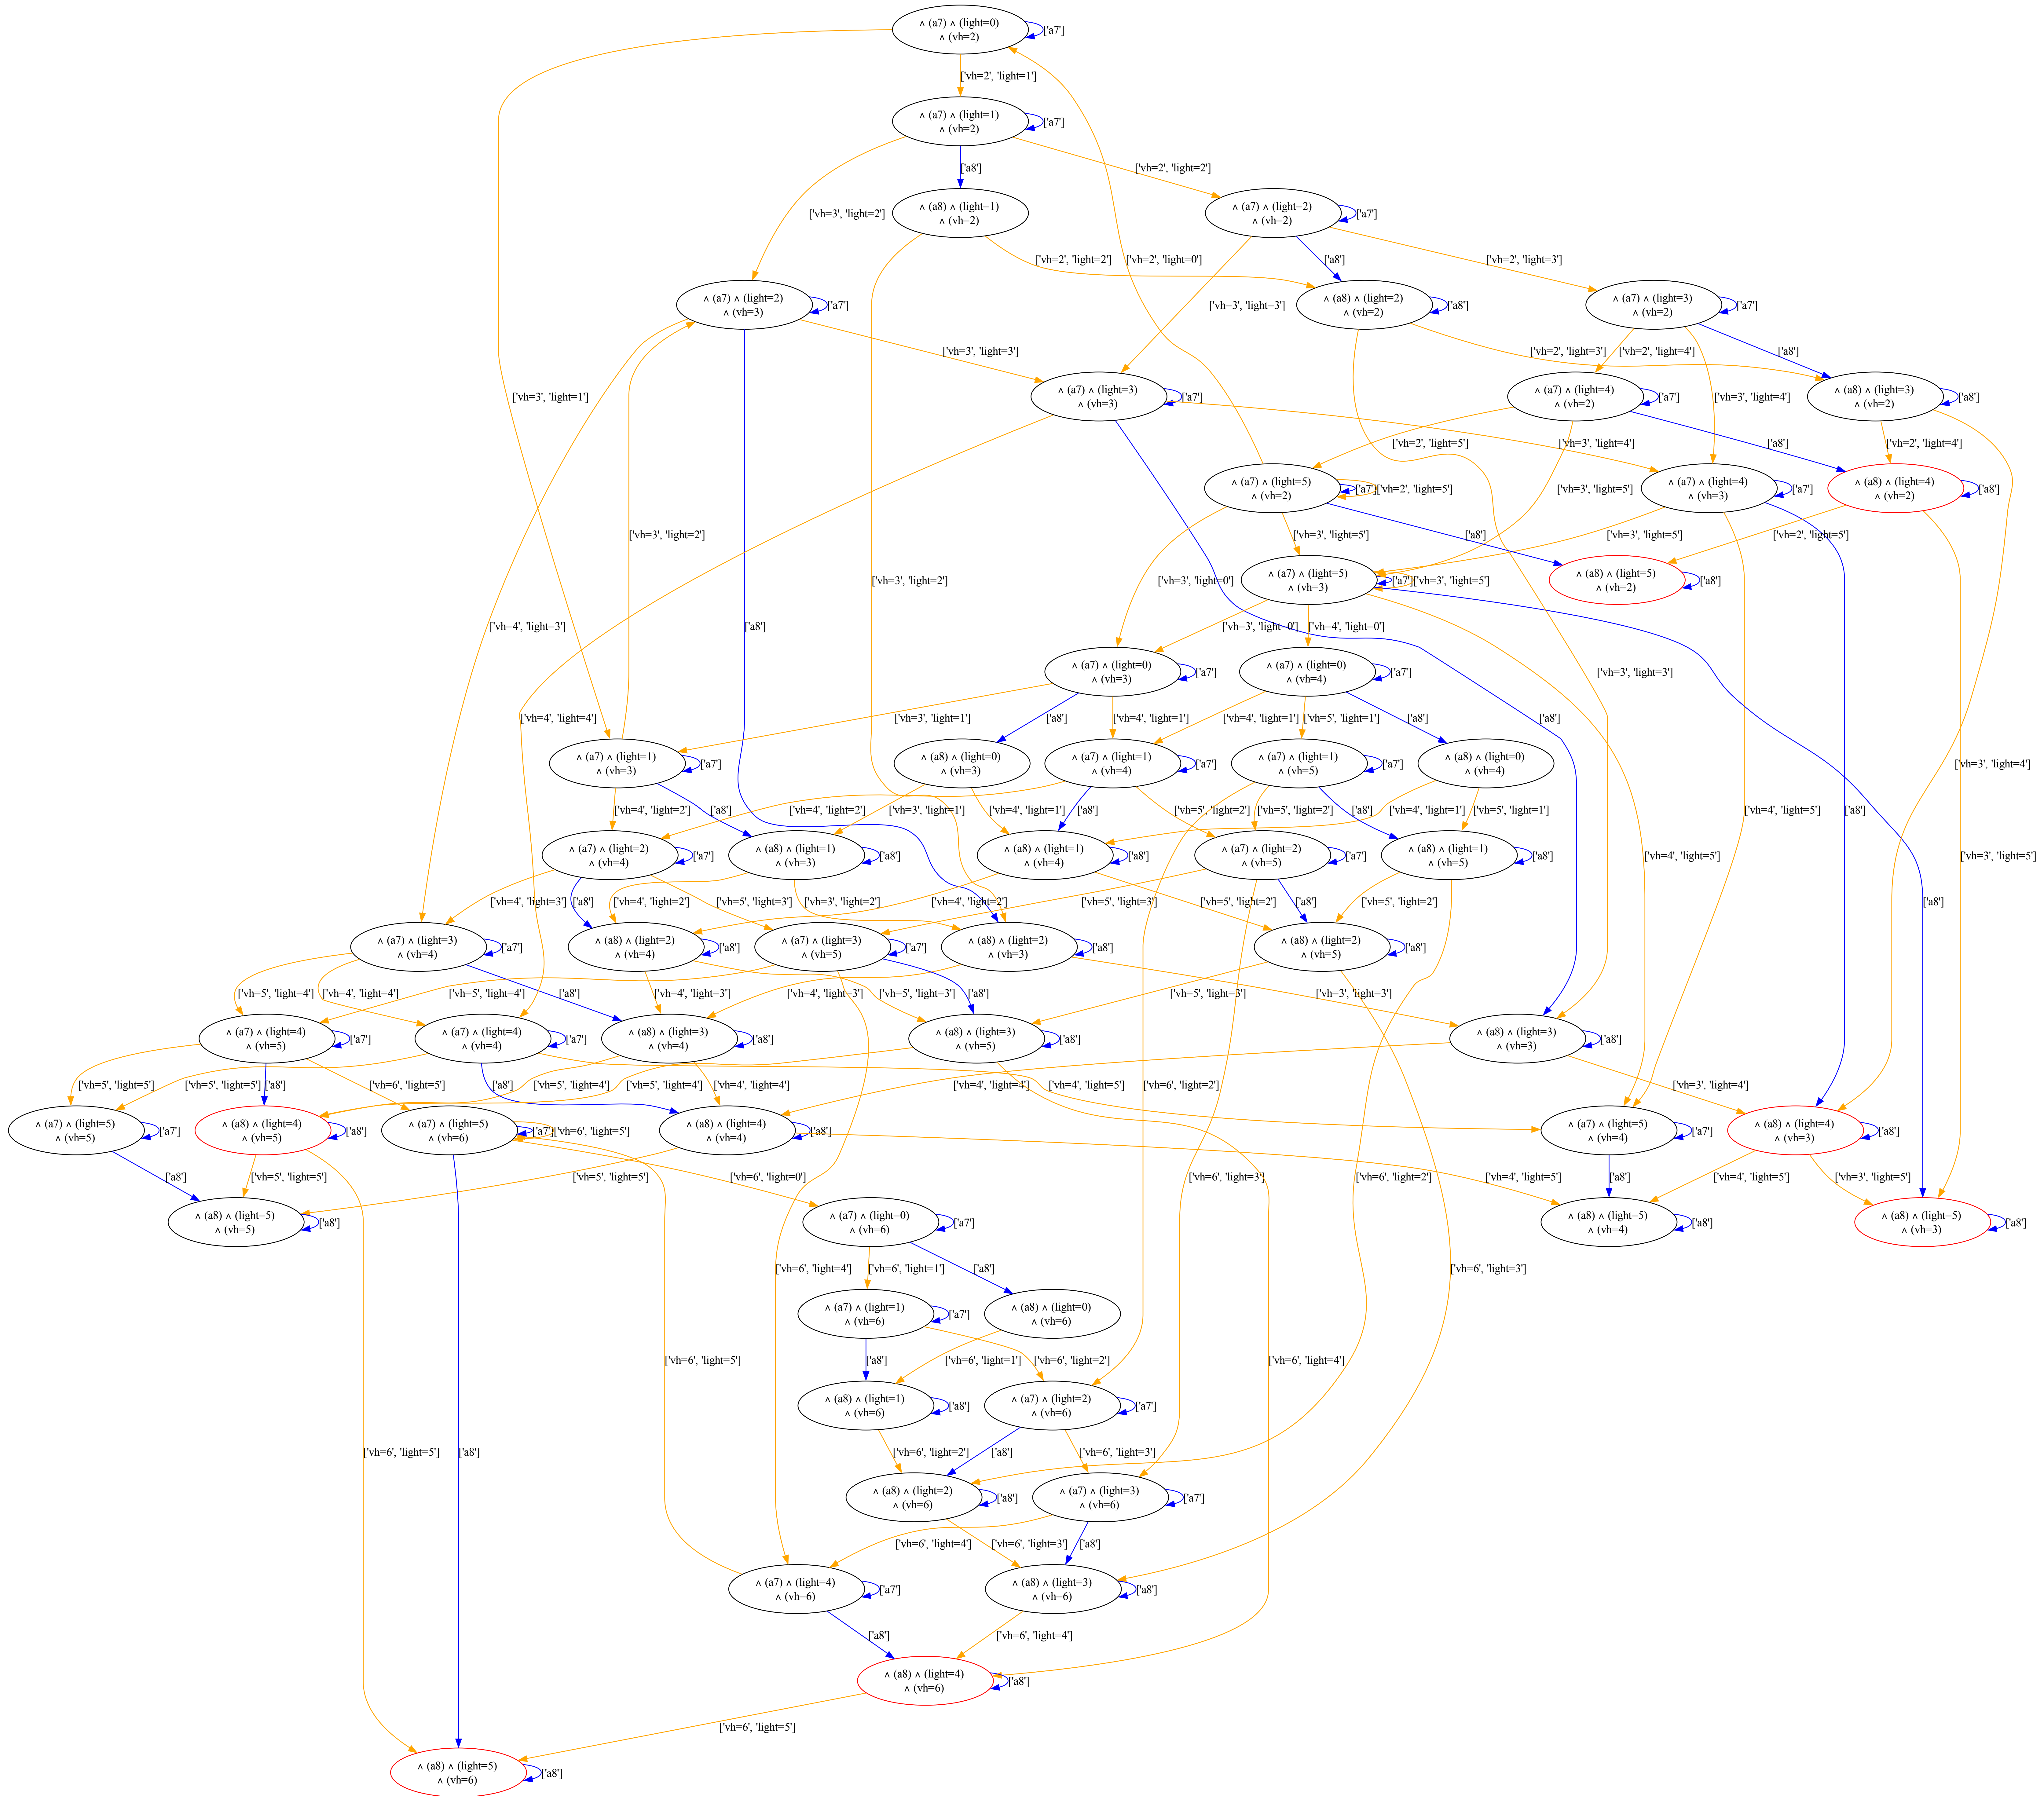 ∧ (a7) ∧ (light=0)
∧ (vh=2)
['a7']
['vh=2', 'light=1']
∧ (a7) ∧ (light=1)
∧ (vh=2)
['a7']
['vh=2', 'light=2']
['a8']
['vh=3', 'light=2']
∧ (a8) ∧ (light=1)
∧ (vh=2)
∧ (a7) ∧ (light=2)
∧ (vh=2)
['a7']
['vh=2', 'light=2']
['vh=2', 'light=0']
['a8']
['vh=2', 'light=3']
∧ (a7) ∧ (light=2)
∧ (vh=3)
['a7']
['vh=3', 'light=3']
∧ (a8) ∧ (light=2)
∧ (vh=2)
['a8']
∧ (a7) ∧ (light=3)
∧ (vh=2)
['a7']
['vh=3', 'light=3']
['vh=2', 'light=3']
['vh=2', 'light=4']
['a8']
['vh=3', 'light=1']
∧ (a7) ∧ (light=3)
∧ (vh=3)
['a7']
∧ (a7) ∧ (light=4)
∧ (vh=2)
['a7']
['vh=3', 'light=4']
∧ (a8) ∧ (light=3)
∧ (vh=2)
['a8']
['vh=2', 'light=5']
['vh=3', 'light=4']
['a8']
['vh=2', 'light=4']
∧ (a7) ∧ (light=5)
∧ (vh=2)
['a7']
['vh=2', 'light=5']
['vh=3', 'light=5']
∧ (a7) ∧ (light=4)
∧ (vh=3)
['a7']
∧ (a8) ∧ (light=4)
∧ (vh=2)
['a8']
['vh=3', 'light=2']
['vh=3', 'light=5']
['a8']
['vh=3', 'light=5']
['vh=2', 'light=5']
['vh=3', 'light=2']
['vh=3', 'light=0']
∧ (a7) ∧ (light=5)
∧ (vh=3)
['a7']
['vh=3', 'light=5']
∧ (a8) ∧ (light=5)
∧ (vh=2)
['a8']
['vh=4', 'light=3']
['a8']
['vh=3', 'light=0']
['vh=4', 'light=0']
∧ (a7) ∧ (light=0)
∧ (vh=3)
['a7']
∧ (a7) ∧ (light=0)
∧ (vh=4)
['a7']
['vh=3', 'light=3']
['vh=4', 'light=4']
['vh=3', 'light=1']
['a8']
['vh=4', 'light=1']
['vh=4', 'light=1']
['vh=5', 'light=1']
['a8']
['a8']
∧ (a7) ∧ (light=1)
∧ (vh=3)
['a7']
∧ (a8) ∧ (light=0)
∧ (vh=3)
∧ (a7) ∧ (light=1)
∧ (vh=4)
['a7']
∧ (a7) ∧ (light=1)
∧ (vh=5)
['a7']
∧ (a8) ∧ (light=0)
∧ (vh=4)
['vh=3', 'light=4']
['vh=4', 'light=2']
['a8']
['vh=4', 'light=2']
['vh=3', 'light=1']
['vh=4', 'light=1']
['a8']
['vh=5', 'light=2']
['vh=5', 'light=2']
['a8']
['vh=4', 'light=1']
['vh=5', 'light=1']
['vh=4', 'light=5']
['a8']
∧ (a7) ∧ (light=2)
∧ (vh=4)
['a7']
∧ (a8) ∧ (light=1)
∧ (vh=3)
['a8']
∧ (a8) ∧ (light=1)
∧ (vh=4)
['a8']
∧ (a7) ∧ (light=2)
∧ (vh=5)
['a7']
∧ (a8) ∧ (light=1)
∧ (vh=5)
['a8']
['vh=4', 'light=5']
['vh=3', 'light=5']
['vh=4', 'light=3']
['a8']
['vh=4', 'light=2']
['vh=5', 'light=3']
['vh=3', 'light=2']
['vh=4', 'light=2']
['vh=5', 'light=3']
['vh=5', 'light=2']
['a8']
['vh=5', 'light=2']
['a8']
∧ (a7) ∧ (light=3)
∧ (vh=4)
['a7']
∧ (a8) ∧ (light=2)
∧ (vh=4)
['a8']
∧ (a7) ∧ (light=3)
∧ (vh=5)
['a7']
∧ (a8) ∧ (light=2)
∧ (vh=3)
['a8']
∧ (a8) ∧ (light=2)
∧ (vh=5)
['a8']
['vh=5', 'light=4']
['vh=4', 'light=4']
['vh=5', 'light=4']
['a8']
['vh=4', 'light=3']
['vh=4', 'light=3']
['vh=5', 'light=3']
['a8']
['vh=5', 'light=3']
['vh=3', 'light=3']
∧ (a7) ∧ (light=4)
∧ (vh=5)
['a7']
∧ (a7) ∧ (light=4)
∧ (vh=4)
['a7']
∧ (a8) ∧ (light=3)
∧ (vh=4)
['a8']
∧ (a8) ∧ (light=3)
∧ (vh=5)
['a8']
∧ (a8) ∧ (light=3)
∧ (vh=3)
['a8']
['vh=5', 'light=5']
['vh=5', 'light=5']
['a8']
['vh=6', 'light=5']
['a8']
['vh=5', 'light=4']
['vh=5', 'light=4']
['vh=4', 'light=4']
['vh=4', 'light=4']
['vh=4', 'light=5']
['vh=6', 'light=2']
['vh=3', 'light=4']
∧ (a7) ∧ (light=5)
∧ (vh=5)
['a7']
∧ (a8) ∧ (light=4)
∧ (vh=5)
['a8']
∧ (a7) ∧ (light=5)
∧ (vh=6)
['a7']
['vh=6', 'light=5']
∧ (a8) ∧ (light=4)
∧ (vh=4)
['a8']
∧ (a7) ∧ (light=5)
∧ (vh=4)
['a7']
∧ (a8) ∧ (light=4)
∧ (vh=3)
['a8']
['a8']
['vh=5', 'light=5']
['vh=5', 'light=5']
['vh=6', 'light=0']
['vh=6', 'light=3']
['vh=6', 'light=2']
['vh=4', 'light=5']
['a8']
['vh=4', 'light=5']
['vh=3', 'light=5']
∧ (a8) ∧ (light=5)
∧ (vh=5)
['a8']
∧ (a7) ∧ (light=0)
∧ (vh=6)
['a7']
∧ (a8) ∧ (light=5)
∧ (vh=4)
['a8']
∧ (a8) ∧ (light=5)
∧ (vh=3)
['a8']
['vh=6', 'light=4']
['vh=6', 'light=1']
['a8']
['vh=6', 'light=3']
∧ (a7) ∧ (light=1)
∧ (vh=6)
['a7']
∧ (a8) ∧ (light=0)
∧ (vh=6)
['vh=6', 'light=5']
['a8']
['vh=6', 'light=1']
['vh=6', 'light=2']
['vh=6', 'light=4']
∧ (a8) ∧ (light=1)
∧ (vh=6)
['a8']
∧ (a7) ∧ (light=2)
∧ (vh=6)
['a7']
['vh=6', 'light=5']
['a8']
['vh=6', 'light=2']
['a8']
['vh=6', 'light=3']
∧ (a8) ∧ (light=2)
∧ (vh=6)
['a8']
∧ (a7) ∧ (light=3)
∧ (vh=6)
['a7']
['vh=6', 'light=4']
['vh=6', 'light=3']
['a8']
∧ (a7) ∧ (light=4)
∧ (vh=6)
['a7']
∧ (a8) ∧ (light=3)
∧ (vh=6)
['a8']
['a8']
['vh=6', 'light=4']
∧ (a8) ∧ (light=4)
∧ (vh=6)
['a8']
['vh=6', 'light=5']
∧ (a8) ∧ (light=5)
∧ (vh=6)
['a8']